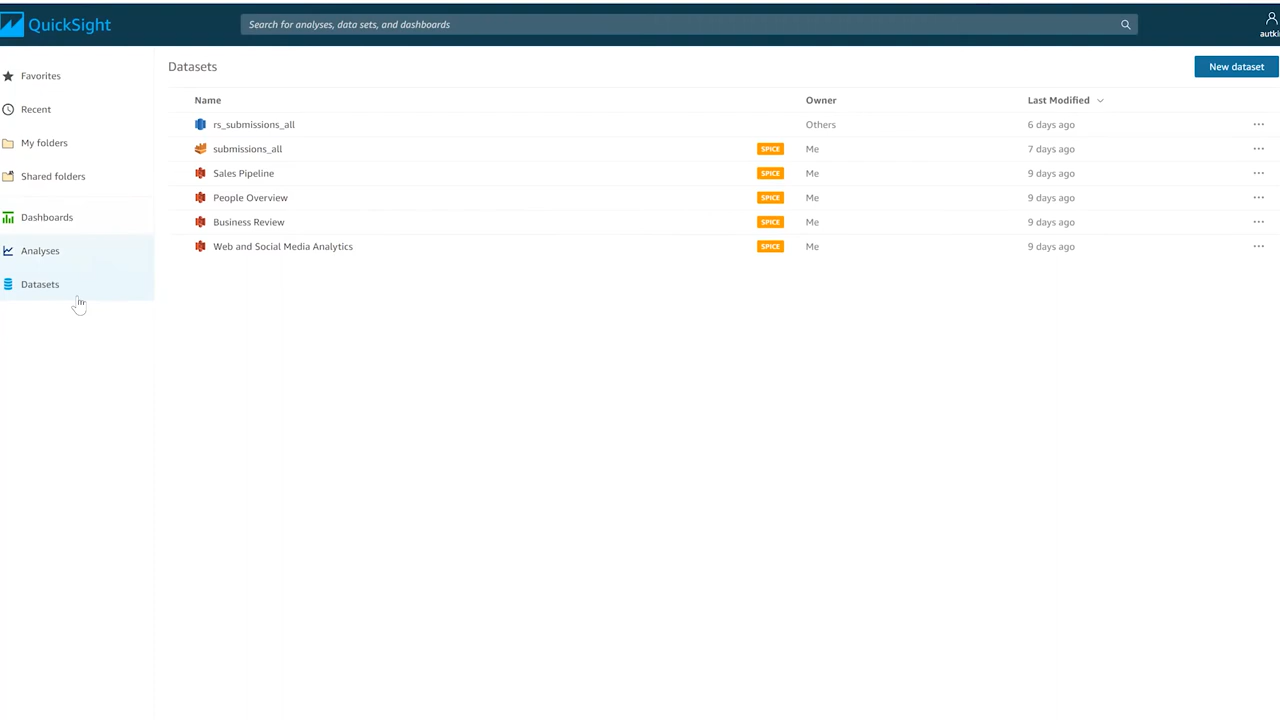 QuickSight
Search for analyses, data sets, and dashboards
autki
Favorites
Recent
My folders
Shared folders
Dashboards
Analyses
Datasets
Datasets
New dataset
Name Owner Last Modified
rs_submissions_all Others 6 days ago
submissions_all SPICE Me 7 days ago
Sales Pipeline SPICE Me 9 days ago
People Overview SPICE Me 9 days ago
Business Review SPICE Me 9 days ago
Web and Social Media Analytics SPICE Me 9 days ago